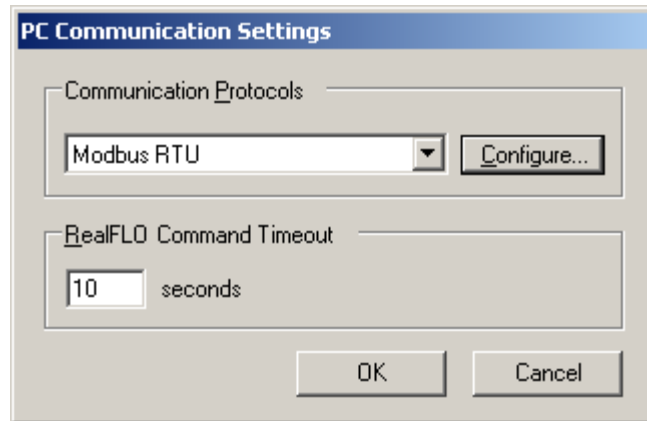 PC Communication Settings
Communication Protocols
Modbus RTU Configure...
RealFLO Command Timeout
10 seconds
OK Cancel